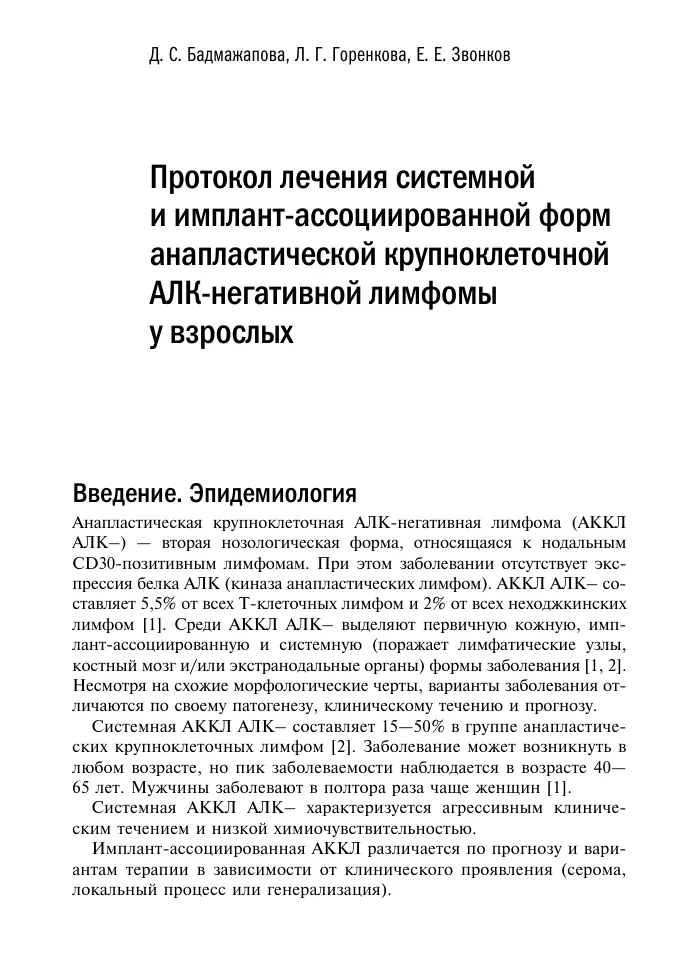 Д. С. Бадмажапова, Л. Г. Горенкова, Е. Е. Звонков
Протокол лечения системной
и имплант-ассоциированной форм
анапластической крупноклеточной
АЛК-негативной лимфомы
у взрослых
Введение. Эпидемиология
Анапластическая крупноклеточная АЛК-негативная лимфома (АККЛ
АЛК−) — вторая нозологическая форма, относящаяся к нодальным
CD30-позитивным лимфомам. При этом заболевании отсутствует экс-
прессия белка АЛК (киназа анапластических лимфом). АККЛ АЛК− со-
ставляет 5,5% от всех Т-клеточных лимфом и 2% от всех неходжкинских
лимфом [1]. Среди АККЛ АЛК− выделяют первичную кожную, имп-
лант-ассоциированную и системную (поражает лимфатические узлы,
костный мозг и/или экстранодальные органы) формы заболевания [1, 2].
Несмотря на схожие морфологические черты, варианты заболевания от-
личаются по своему патогенезу, клиническому течению и прогнозу.
Системная АККЛ АЛК− составляет 15—50% в группе анапластиче-
ских крупноклеточных лимфом [2]. Заболевание может возникнуть в
любом возрасте, но пик заболеваемости наблюдается в возрасте 40—
65 лет. Мужчины заболевают в полтора раза чаще женщин [1].
Системная АККЛ АЛК− характеризуется агрессивным клиниче-
ским течением и низкой химиочувствительностью.
Имплант-ассоциированная АККЛ различается по прогнозу и вари-
антам терапии в зависимости от клинического проявления (серома,
локальный процесс или генерализация).